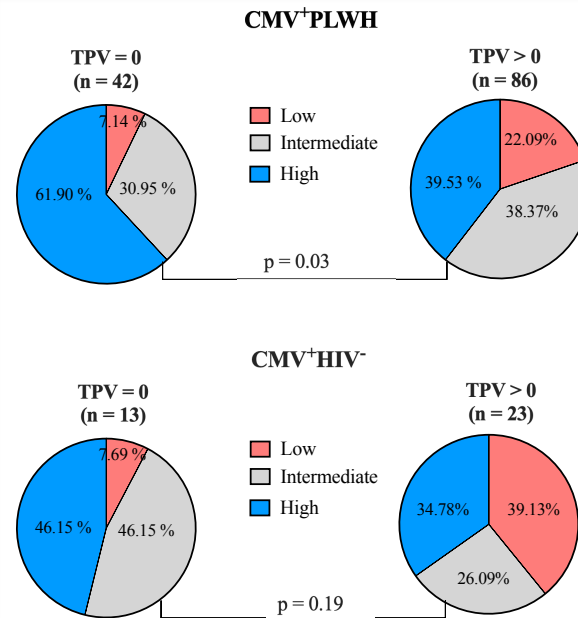 CMV⁺PLWH
TPV = 0
(n = 42)
TPV > 0
(n = 86)
7.14 %
30.95 %
61.90 %
Low
Intermediate
High
22.09%
38.37%
39.53 %
p = 0.03
CMV⁺HIV⁻
TPV = 0
(n = 13)
TPV > 0
(n = 23)
7.69 %
46.15 %
46.15 %
Low
Intermediate
High
34.78%
39.13%
26.09%
p = 0.19